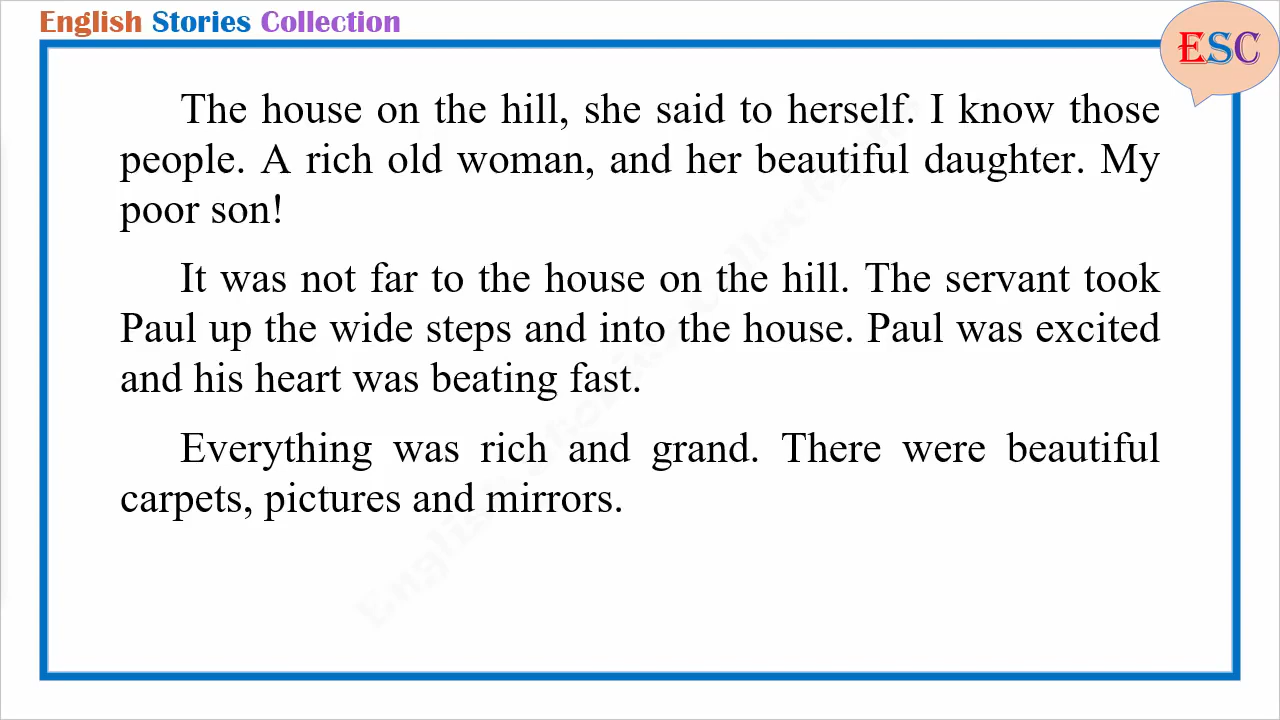 English Stories Collection
ESC
The house on the hill, she said to herself. I know those
people. A rich old woman, and her beautiful daughter. My
poor son!
It was not far to the house on the hill. The servant took
Paul up the wide steps and into the house. Paul was excited
and his heart was beating fast.
Everything was rich and grand. There were beautiful
carpets, pictures and mirrors.
English Stories Collection